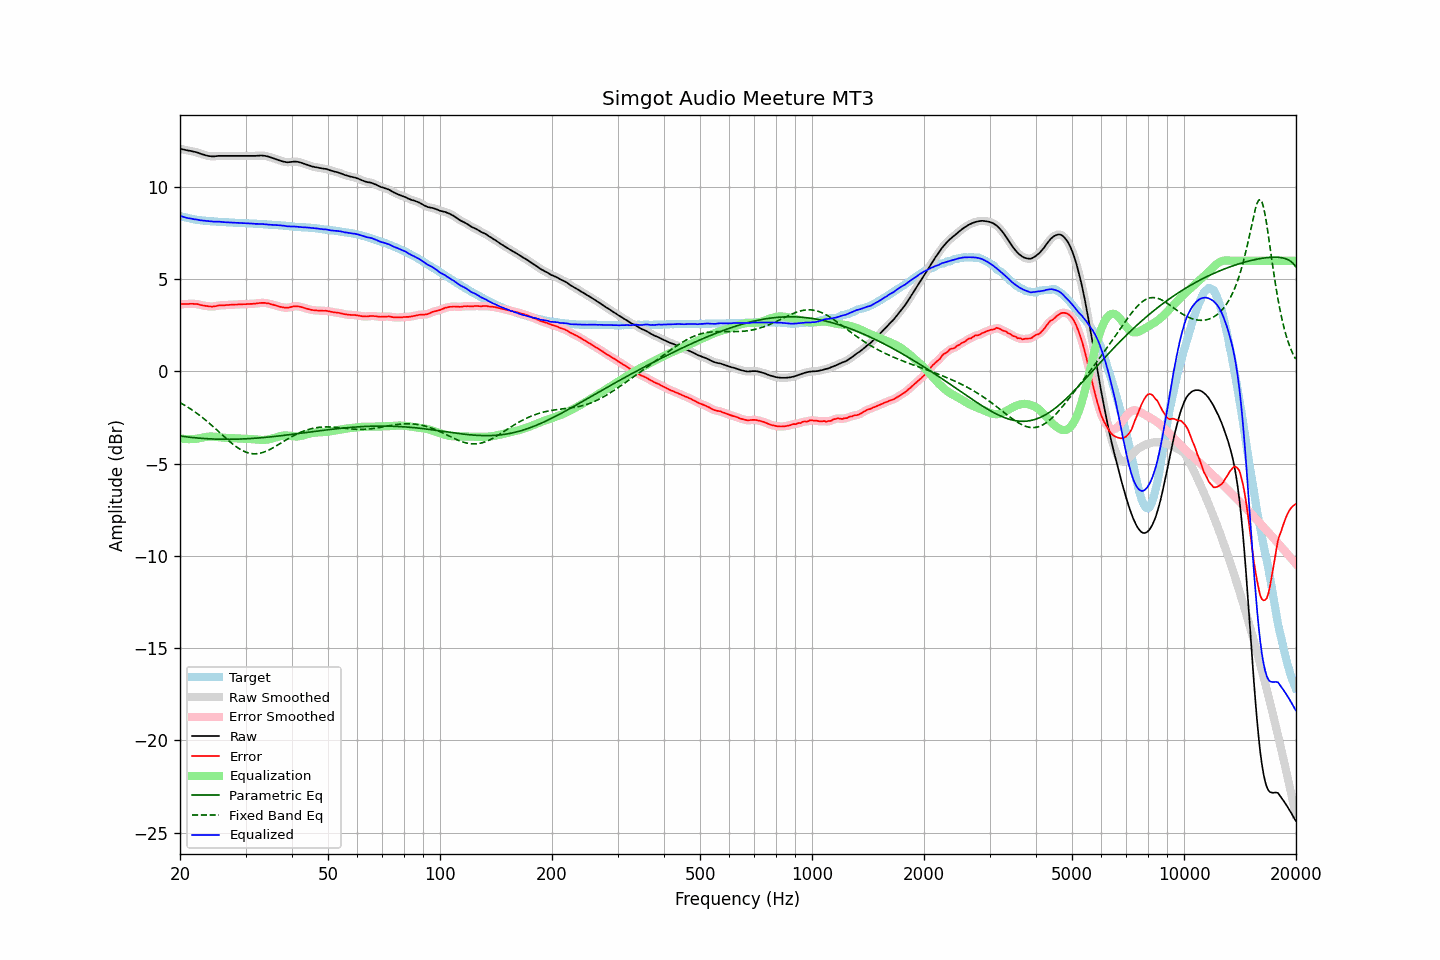 Simgot Audio Meeture MT3
Amplitude (dBr)
10
5
0
−5
−10
−15
−20
−25
Target
Raw Smoothed
Error Smoothed
Raw
Error
Equalization
Parametric Eq
Fixed Band Eq
Equalized
20 50 100 200 500 1000 2000 5000 10000 20000
Frequency (Hz)